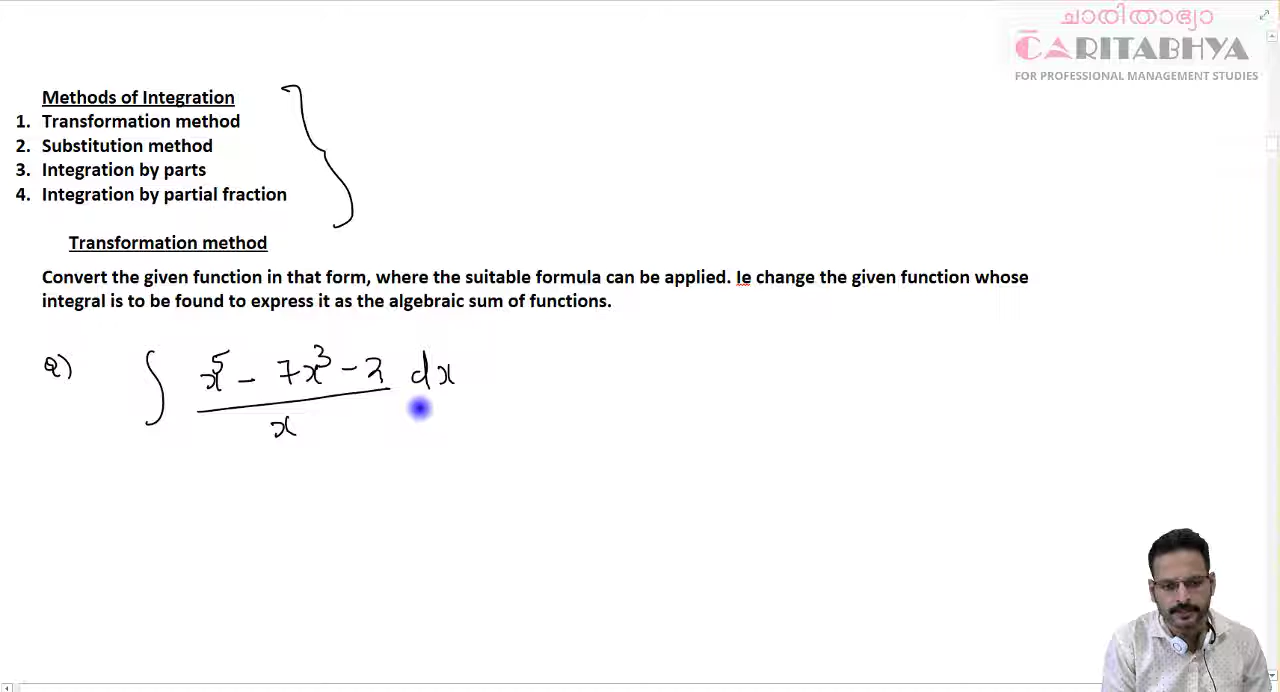 ചാരിതാഭ്യാ
CARITABHYA
FOR PROFESSIONAL MANAGEMENT STUDIES
Methods of Integration
1. Transformation method
2. Substitution method
3. Integration by parts
4. Integration by partial fraction
Transformation method
Convert the given function in that form, where the suitable formula can be applied. Ie change the given function whose
integral is to be found to express it as the algebraic sum of functions.
Q) ∫ (x⁵ - 7x³ - 2)/x dx